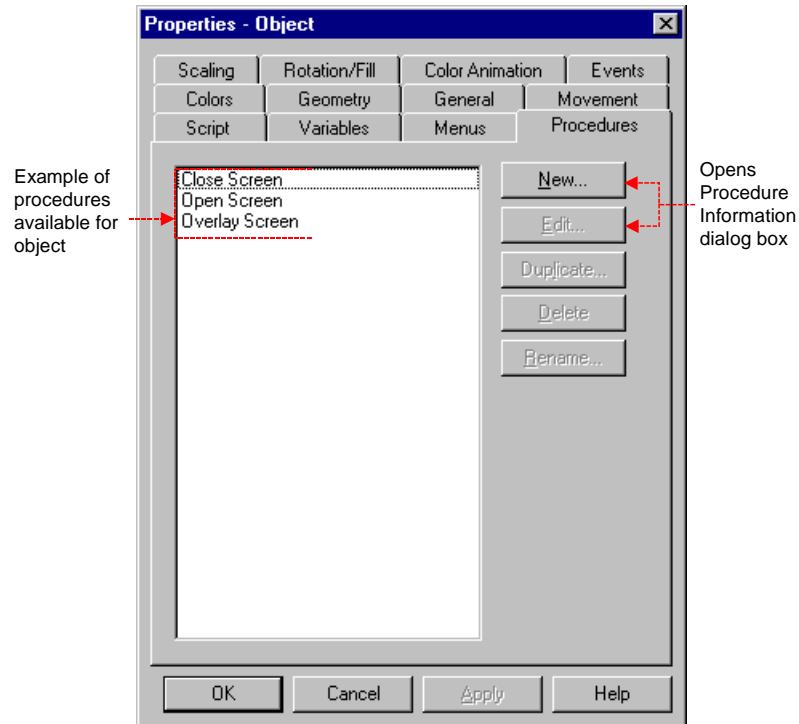 Properties - Object
Scaling Rotation/Fill Color Animation Events
Colors Geometry General Movement
Script Variables Menus Procedures
Example of
procedures
available for
object
Close Screen
Open Screen
Overlay Screen
New...
Edit...
Duplicate...
Delete
Rename...
Opens
Procedure
Information
dialog box
OK Cancel Apply Help